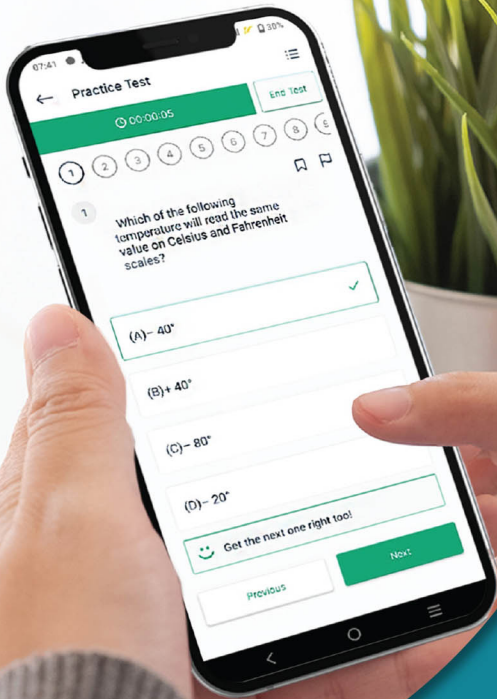 07:41
30%
← Practice Test
00:00:05
End Test
1 2 3 4 5 6 7 8
1
Which of the following
temperature will read the same
value on Celsius and Fahrenheit
scales?
(A)– 40°
(B)+ 40°
(C)– 80°
(D)– 20°
Get the next one right too!
Previous
Next